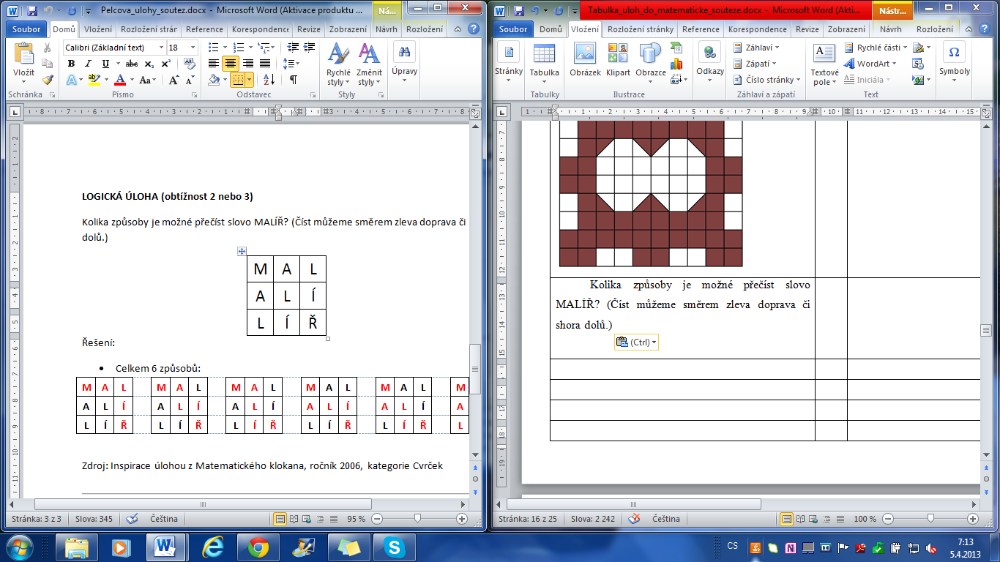 Pelcova_ulohy_soutez.docx - Microsoft Word (Aktivace produktu ...
Ná...
Soubor Domů Vložení Rozložení strár Reference Korespondence Revize Zobrazení Návrh Rozložení
Calibri (Základní text) 18
Vložit
Rychlé styly
Změnit styly
Úpravy
Schránka Písmo Odstavec Styly
LOGICKÁ ÚLOHA (obtížnost 2 nebo 3)
Kolika způsoby je možné přečíst slovo MALÍŘ? (Číst můžeme směrem zleva doprava či
dolů.)
M A L
A L Í
L Í Ř
Řešení:
• Celkem 6 způsobů:
M A L M A L M A L M A L M A L M
A L Í A L Í A L Í A L Í A L Í A
L Í Ř L Í Ř L Í Ř L Í Ř L Í Ř L
Zdroj: Inspirace úlohou z Matematického klokana, ročník 2006, kategorie Cvrček
Stránka: 3 z 3 Slova: 345 Čeština 95 %
Tabulka_uloh_do_matematicke_souteze.docx - Microsoft Word (Akti...
Nástr...
Soubor Domů Vložení Rozložení stránky Reference Korespondence Revize Zobrazení Návrh Rozložení
Stránky
Tabulka
Obrázek
Klipart
Obrazce
Odkazy
Záhlaví
Zápatí
Číslo stránky
Textové pole
Rychlé části
WordArt
Iniciála
Symboly
Tabulky Ilustrace Záhlaví a zápatí Text
Kolika způsoby je možné přečíst slovo
MALÍŘ? (Číst můžeme směrem zleva doprava či
shora dolů.)
(Ctrl)
Stránka: 16 z 25 Slova: 2 242 Čeština 100 %
CS
7:13
5.4.2013